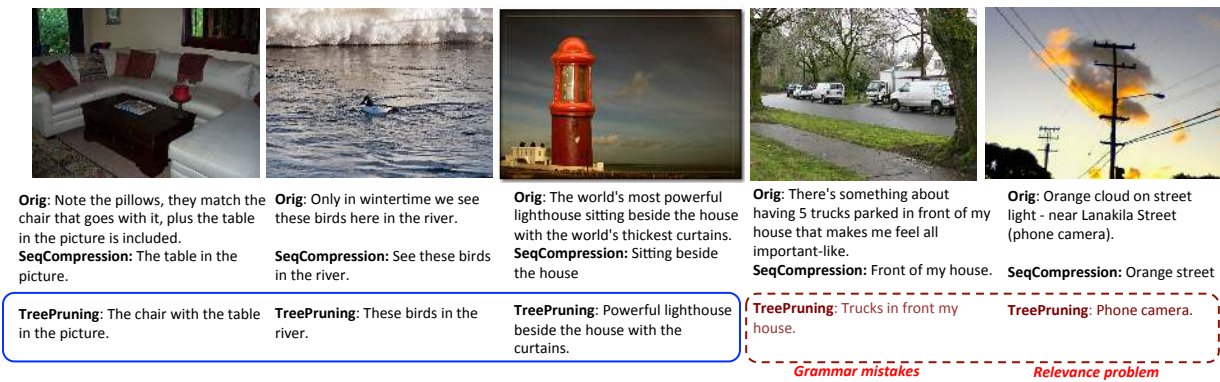 Orig: Note the pillows, they match the
chair that goes with it, plus the table
in the picture is included.
SeqCompression: The table in the
picture.
TreePruning: The chair with the table
in the picture.
Orig: Only in wintertime we see
these birds here in the river.
SeqCompression: See these birds
in the river.
TreePruning: These birds in the
river.
Orig: The world's most powerful
lighthouse sitting beside the house
with the world's thickest curtains.
SeqCompression: Sitting beside
the house
TreePruning: Powerful lighthouse
beside the house with the
curtains.
Orig: There's something about
having 5 trucks parked in front of my
house that makes me feel all
important-like.
SeqCompression: Front of my house.
TreePruning: Trucks in front my
house.
Grammar mistakes
Orig: Orange cloud on street
light - near Lanakila Street
(phone camera).
SeqCompression: Orange street
TreePruning: Phone camera.
Relevance problem